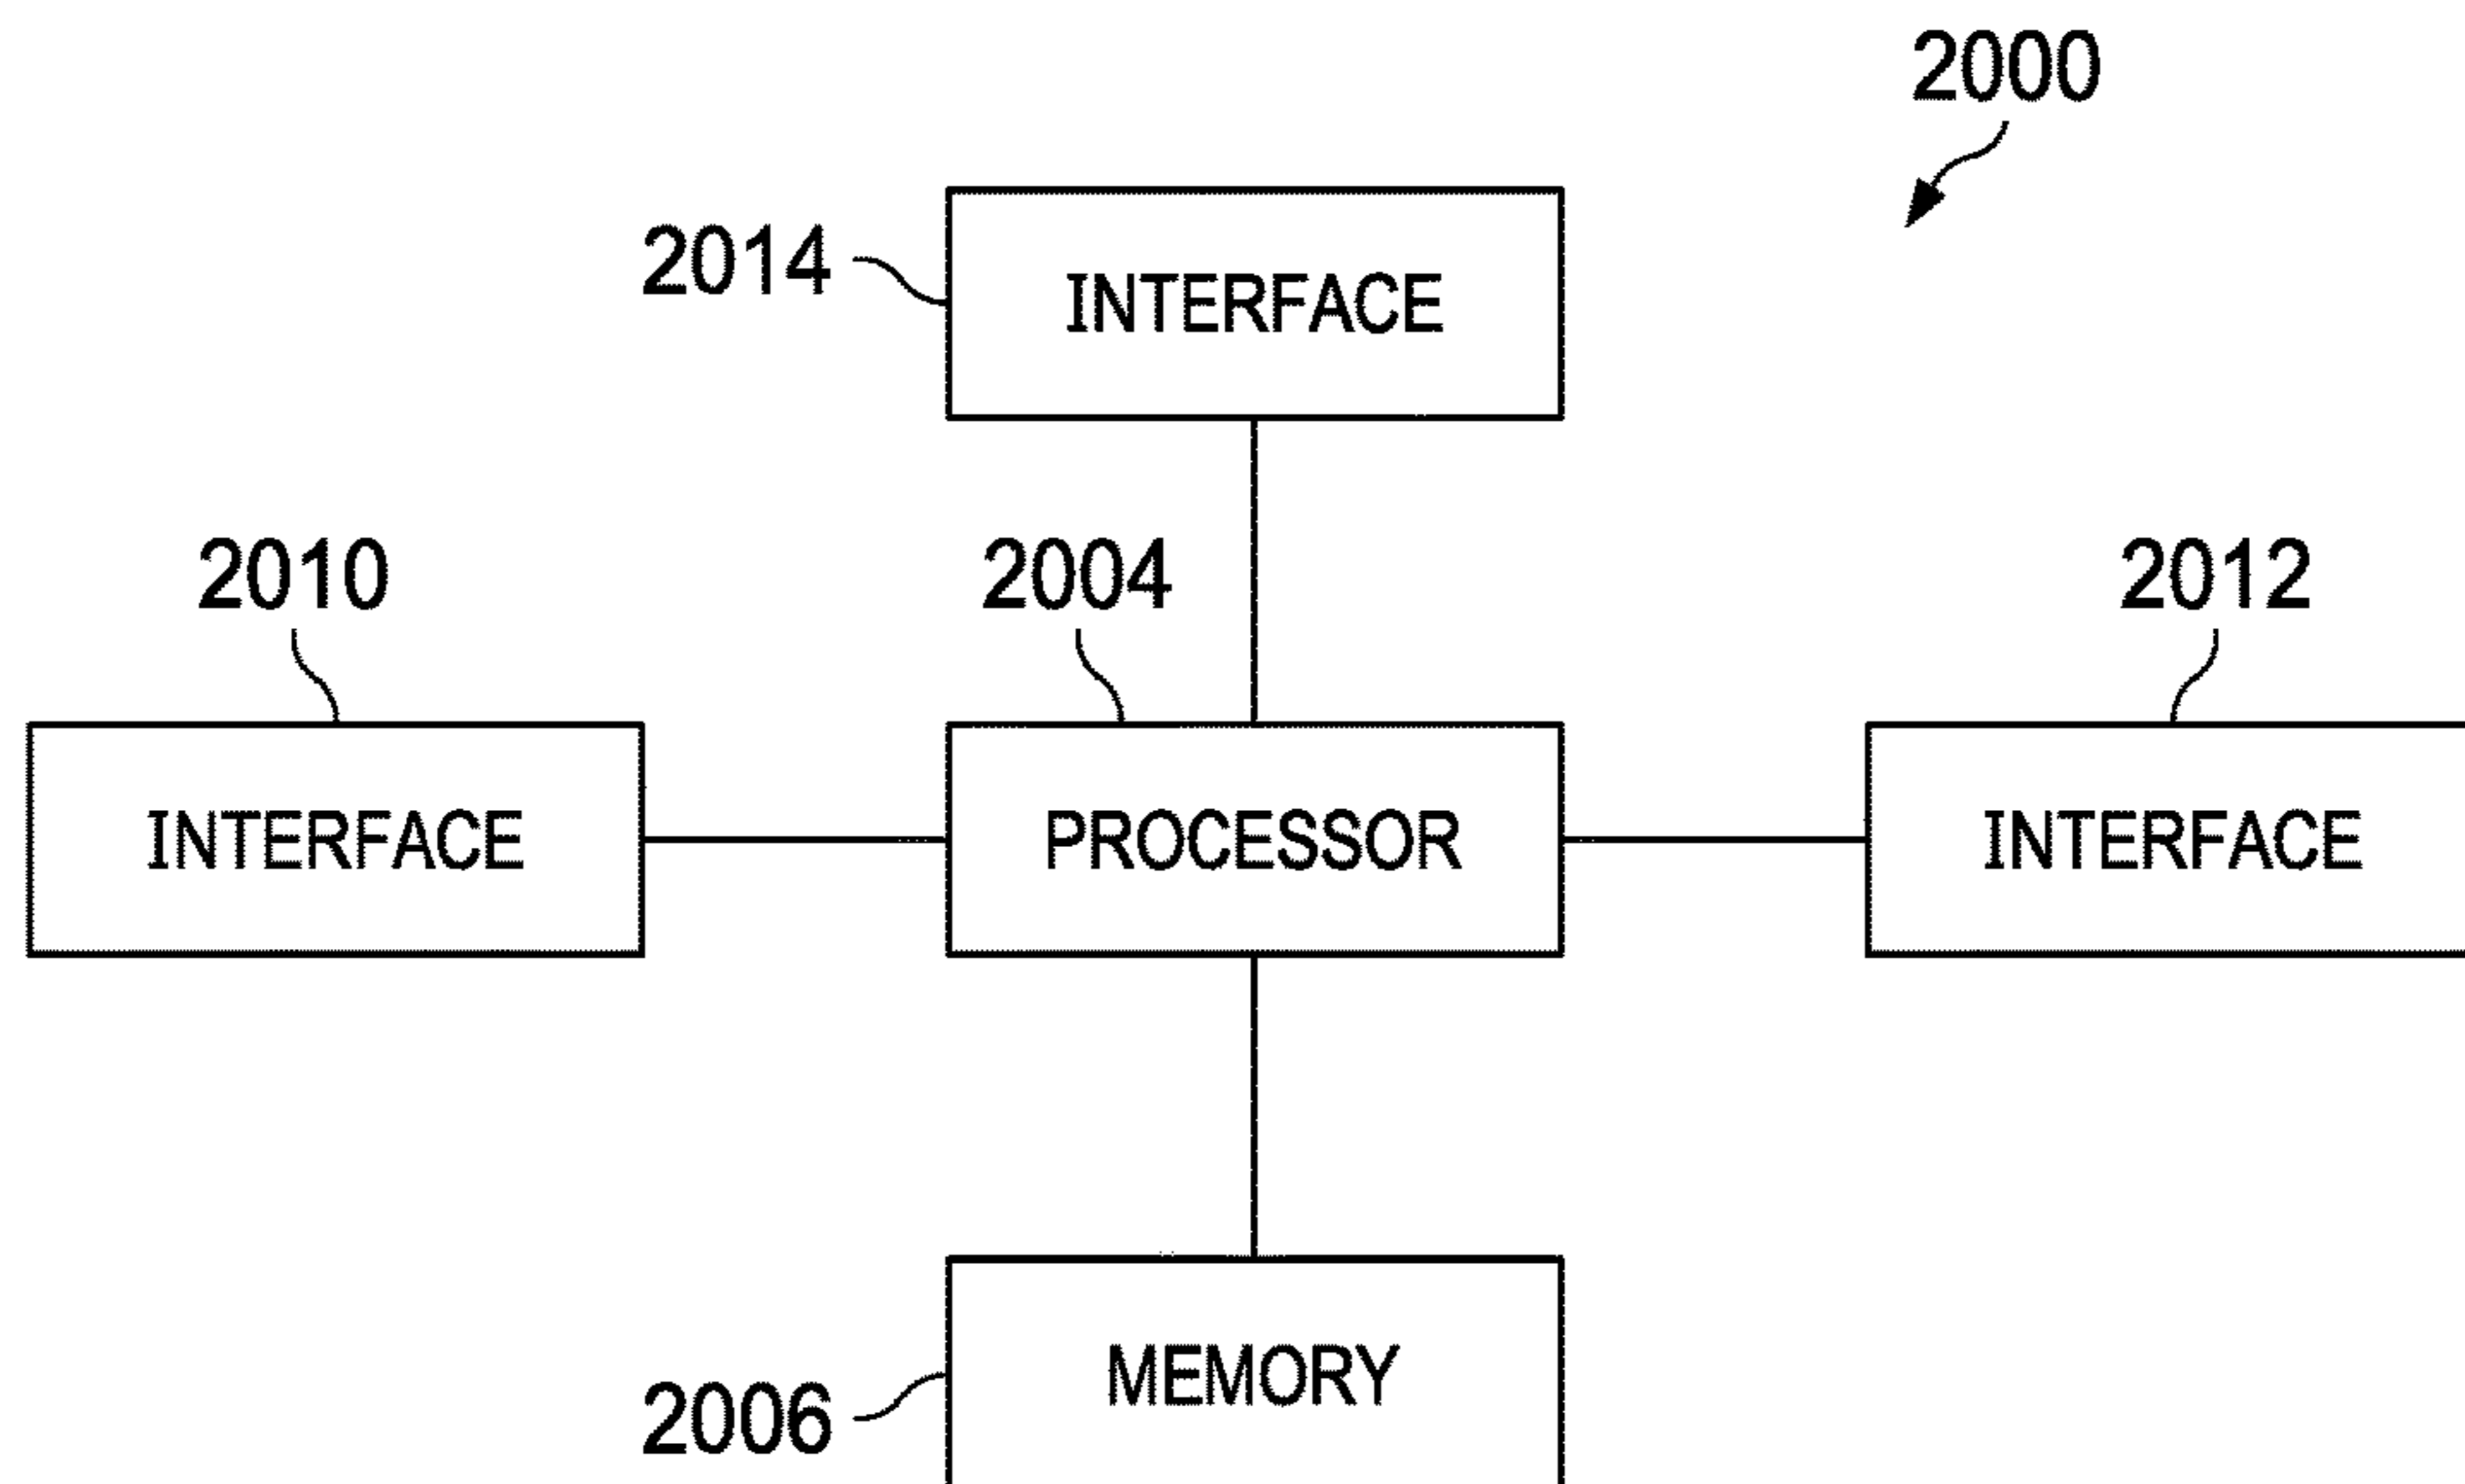 2000
2014
INTERFACE
2010
2004
2012
INTERFACE
PROCESSOR
INTERFACE
MEMORY
2006